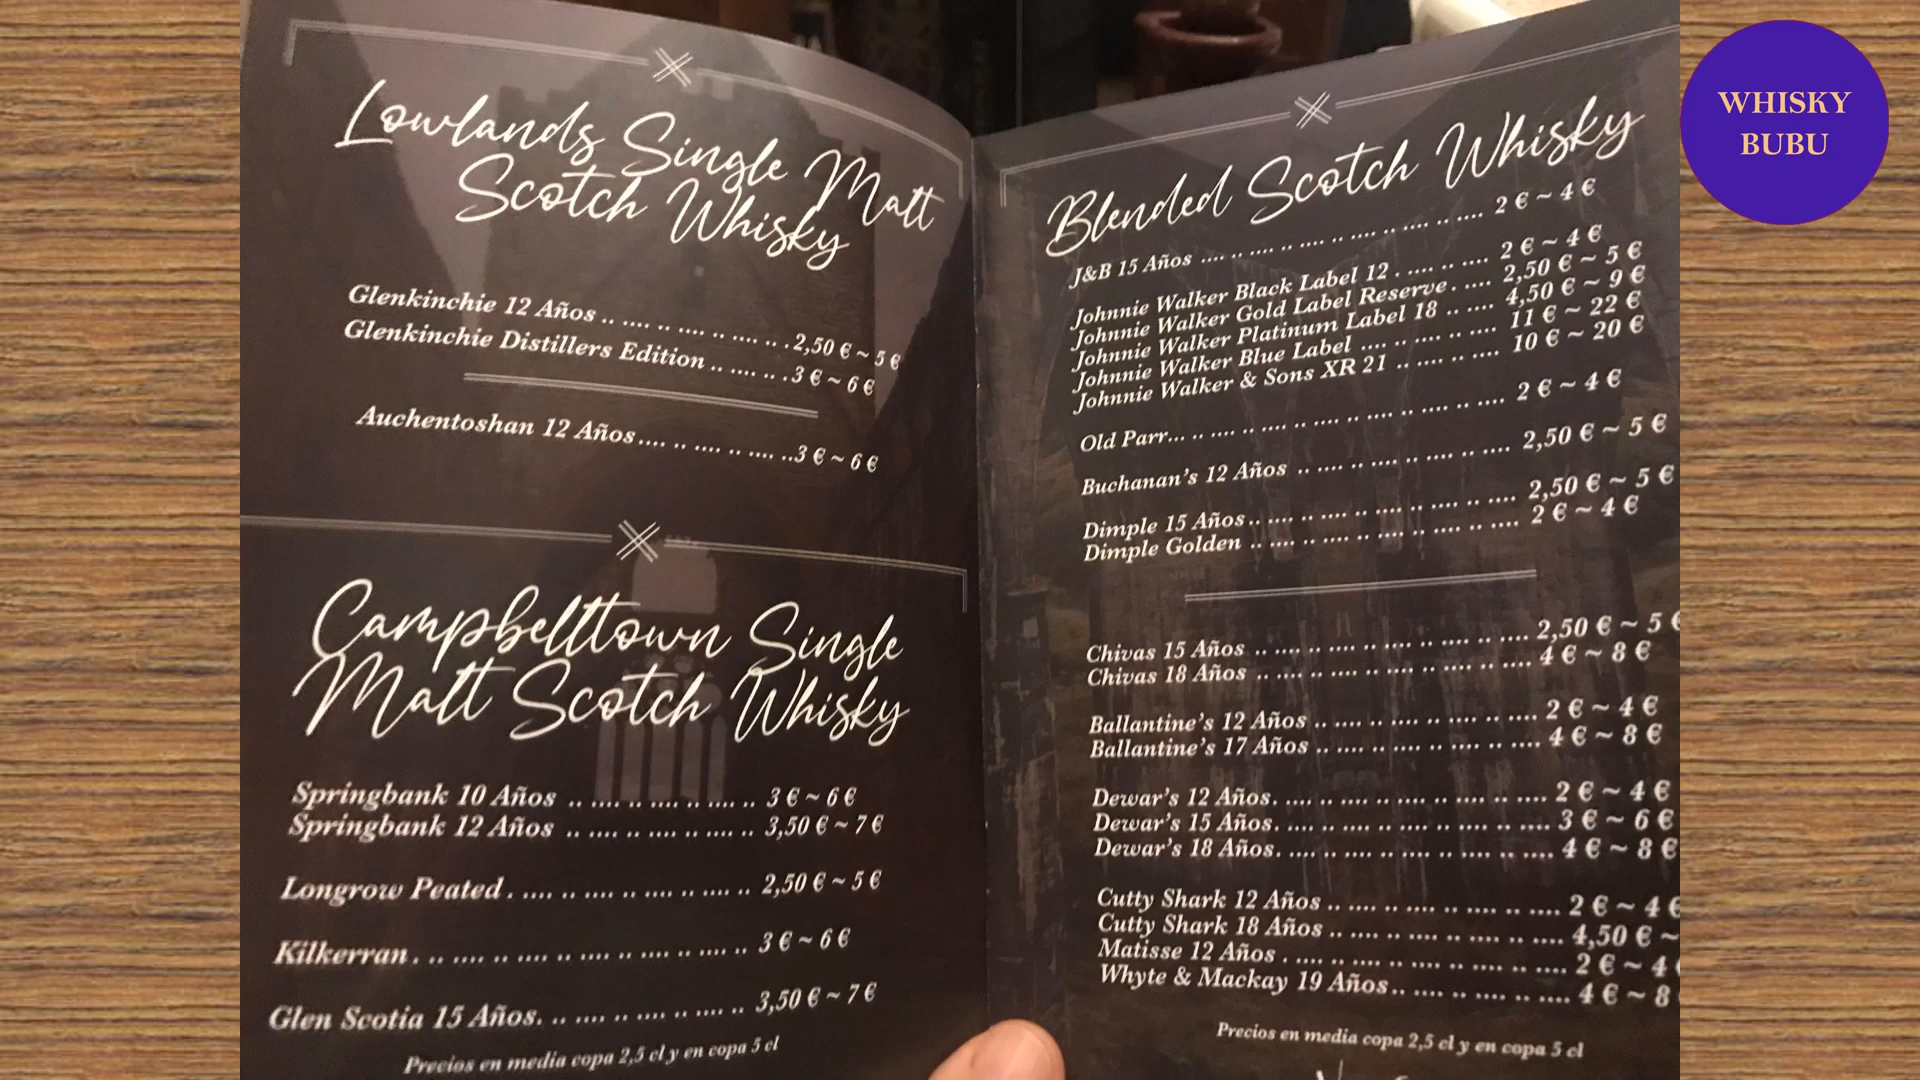 Lowlands Single Malt
Scotch Whisky
Glenkinchie 12 Años .. .... .. .... .. .... .. . 2,50 € ~ 5 €
Glenkinchie Distillers Edition .. .... .. . 3 € ~ 6 €
Auchentoshan 12 Años .... .. .... .. .... .. 3 € ~ 6 €
Campbelltown Single
Malt Scotch Whisky
Springbank 10 Años .. .... .. .... .. .... .. 3 € ~ 6 €
Springbank 12 Años .. .... .. .... .. .... .. 3,50 € ~ 7 €
Longrow Peated . .... .. .... .. .... .. .... .. 2,50 € ~ 5 €
Kilkerran . .. .... .. .... .. .... .. .... .. .... .. 3 € ~ 6 €
Glen Scotia 15 Años. .. .... .. .... .. .... .. 3,50 € ~ 7 €
Precios en media copa 2,5 cl y en copa 5 cl
Blended Scotch Whisky
J&B 15 Años .... .. .... .. .... .. .... .. .... .. .... 2 € ~ 4 €
Johnnie Walker Black Label 12 . .... .. .... 2 € ~ 4 €
Johnnie Walker Gold Label Reserve . .... 2,50 € ~ 5 €
Johnnie Walker Platinum Label 18 .. .... 4,50 € ~ 9 €
Johnnie Walker Blue Label .... .. .... .. .... 11 € ~ 22 €
Johnnie Walker & Sons XR 21 .. .... .. .... 10 € ~ 20 €
Old Parr... .. .... .. .... .. .... .. .... .. .... .. .... 2 € ~ 4 €
Buchanan's 12 Años .. .... .. .... .. .... .. .... 2,50 € ~ 5 €
Dimple 15 Años .. .... .. .... .. .... .. .... .. .... 2,50 € ~ 5 €
Dimple Golden .. .... .. .... .. .... .. .... .. .... 2 € ~ 4 €
Chivas 15 Años .. .... .. .... .. .... .. .... .. .... 2,50 € ~ 5 €
Chivas 18 Años .. .... .. .... .. .... .. .... .. .... 4 € ~ 8 €
Ballantine's 12 Años .. .... .. .... .. .... .. .... 2 € ~ 4 €
Ballantine's 17 Años .. .... .. .... .. .... .. .... 4 € ~ 8 €
Dewar's 12 Años. .... .. .... .. .... .. .... .. .... 2 € ~ 4 €
Dewar's 15 Años. .... .. .... .. .... .. .... .. .... 3 € ~ 6 €
Dewar's 18 Años. .... .. .... .. .... .. .... .. .... 4 € ~ 8 €
Cutty Shark 12 Años .. .... .. .... .. .... .. .... 2 € ~ 4 €
Cutty Shark 18 Años .. .... .. .... .. .... .. .... 4,50 € ~
Matisse 12 Años . .... .. .... .. .... .. .... .. .... 2 € ~ 4
Whyte & Mackay 19 Años .. .... .. .... .. .... 4 € ~ 8
Precios en media copa 2,5 cl y en copa 5 cl
WHISKY
BUBU